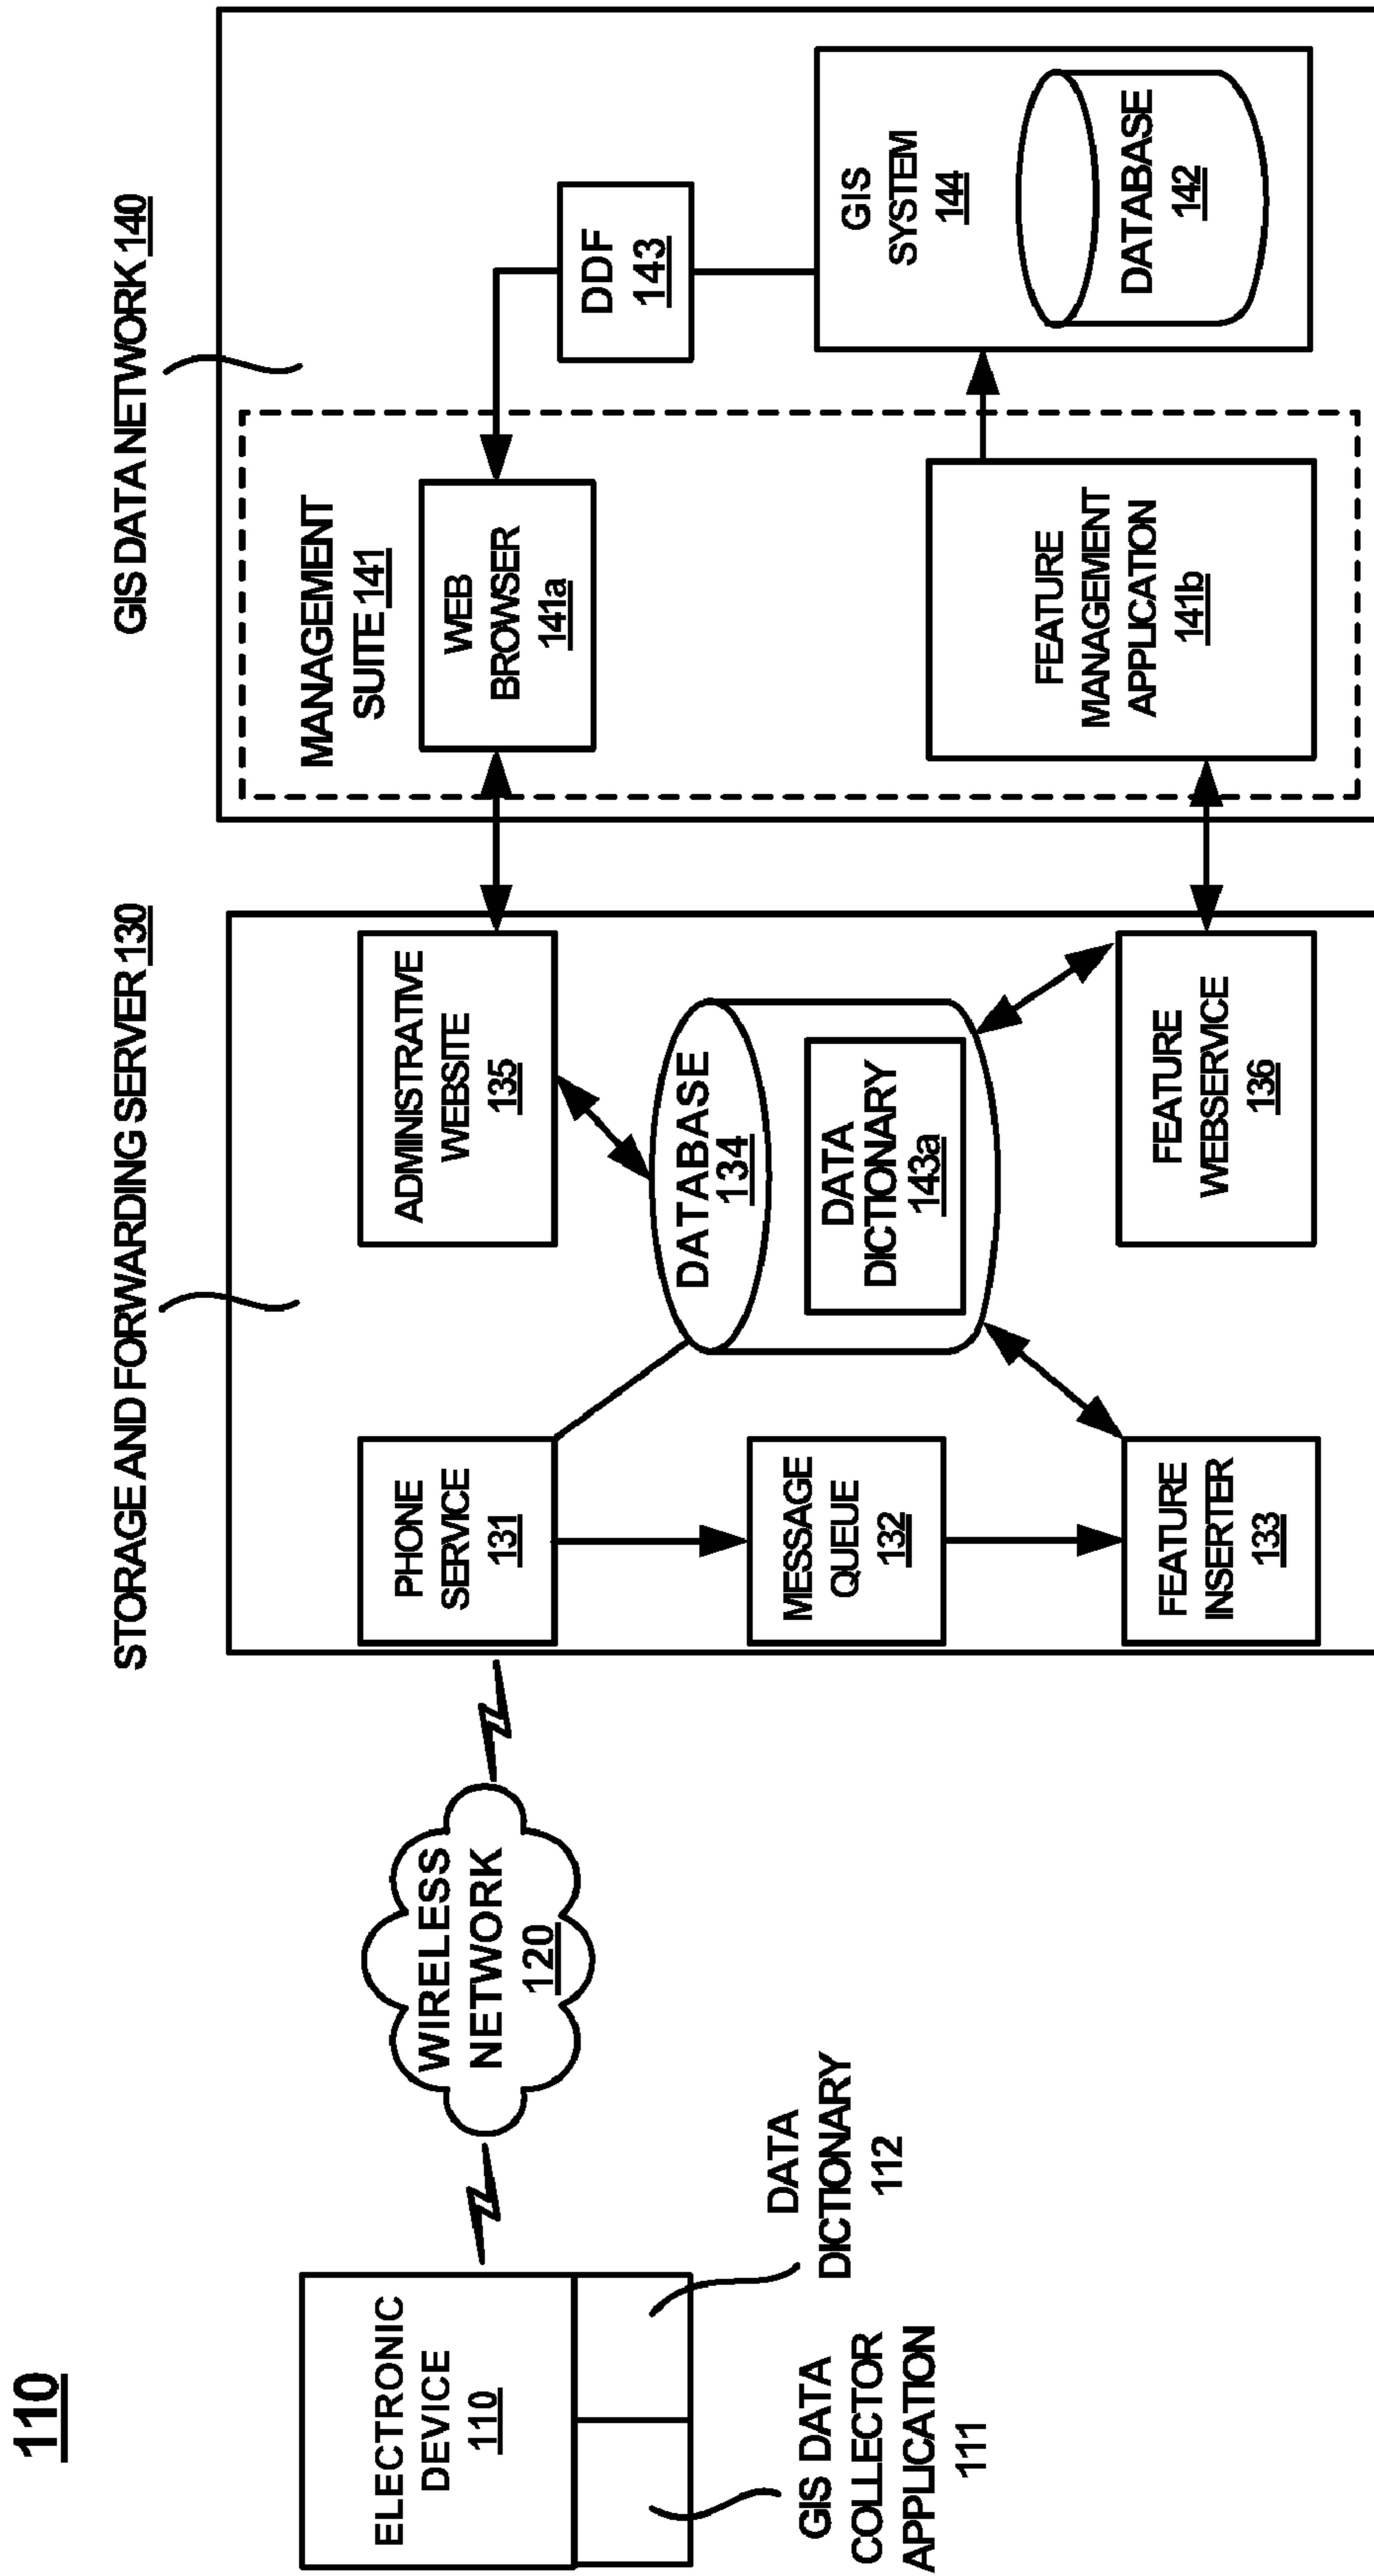 110
ELECTRONIC
DEVICE
110
GIS DATA
COLLECTOR
APPLICATION
111
DATA
DICTIONARY
112
WIRELESS
NETWORK
120
STORAGE AND FORWARDING SERVER 130
PHONE
SERVICE
131
MESSAGE
QUEUE
132
FEATURE
INSERTER
133
ADMINISTRATIVE
WEBSITE
135
DATABASE
134
DATA
DICTIONARY
143a
FEATURE
WEBSERVICE
136
GIS DATA NETWORK 140
MANAGEMENT
SUITE 141
WEB
BROWSER
141a
FEATURE
MANAGEMENT
APPLICATION
141b
DDF
143
GIS
SYSTEM
144
DATABASE
142